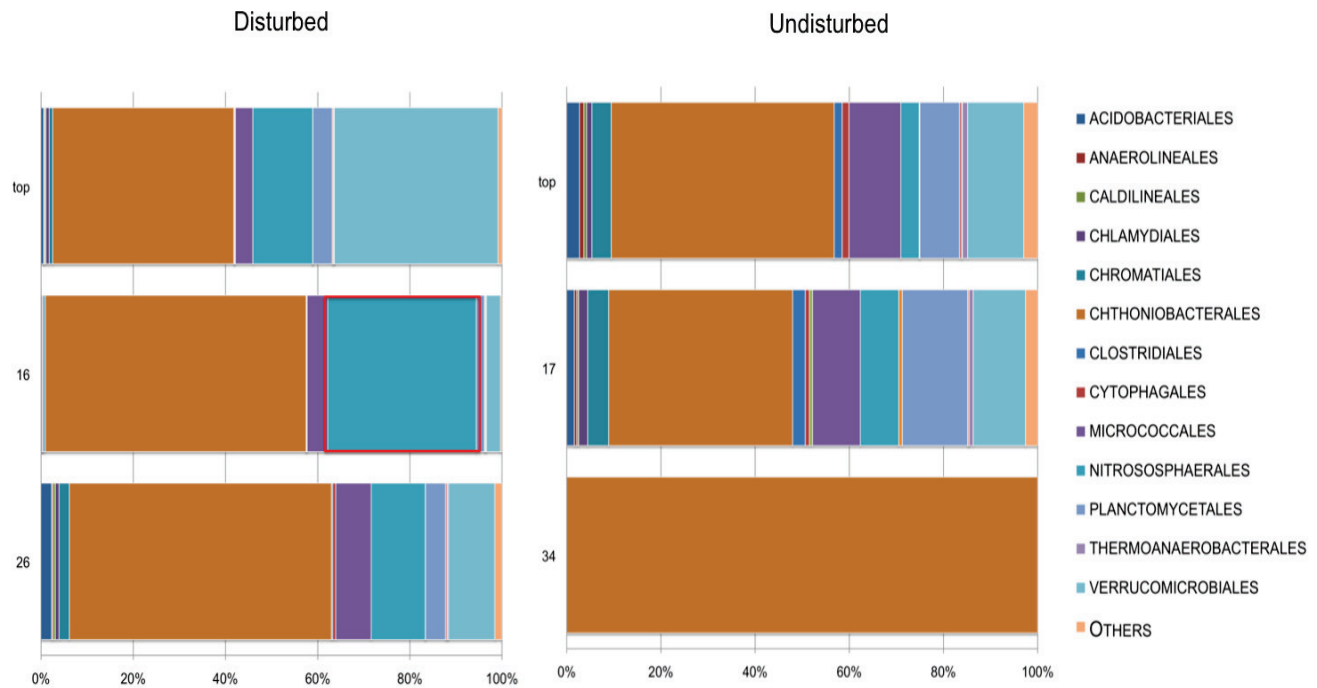 Disturbed
Undisturbed
top
16
26
0%
20%
40%
60%
80%
100%
top
17
34
0%
20%
40%
60%
80%
100%
ACIDOBACTERIALES
ANAEROLINEALES
CALDILINEALES
CHLAMYDIALES
CHROMATIALES
CHTHONIOBACTERALES
CLOSTRIDIALES
CYTOPHAGALES
MICROCOCCALES
NITROSOSPHAERALES
PLANCTOMYCETALES
THERMOANAEROBACTERALES
VERRUCOMICROBIALES
OTHERS